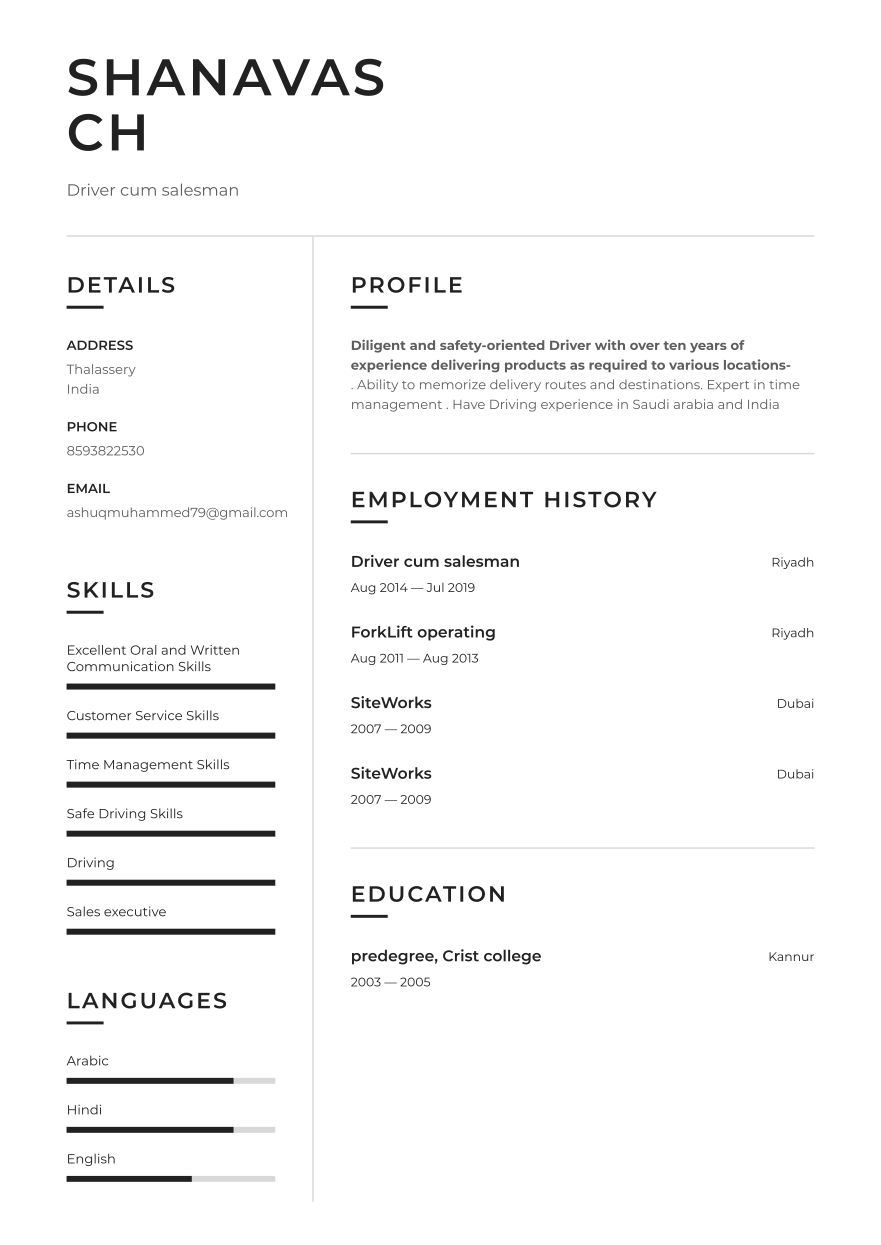 SHANAVAS
CH
Driver cum salesman
DETAILS
ADDRESS
Thalassery
India
PHONE
8593822530
EMAIL
ashuqmuhammed79@gmail.com
SKILLS
Excellent Oral and Written
Communication Skills
Customer Service Skills
Time Management Skills
Safe Driving Skills
Driving
Sales executive
LANGUAGES
Arabic
Hindi
English
PROFILE
Diligent and safety-oriented Driver with over ten years of
experience delivering products as required to various locations-
. Ability to memorize delivery routes and destinations. Expert in time
management . Have Driving experience in Saudi arabia and India
EMPLOYMENT HISTORY
Driver cum salesman Riyadh
Aug 2014 — Jul 2019
ForkLift operating Riyadh
Aug 2011 — Aug 2013
SiteWorks Dubai
2007 — 2009
SiteWorks Dubai
2007 — 2009
EDUCATION
predegree, Crist college Kannur
2003 — 2005